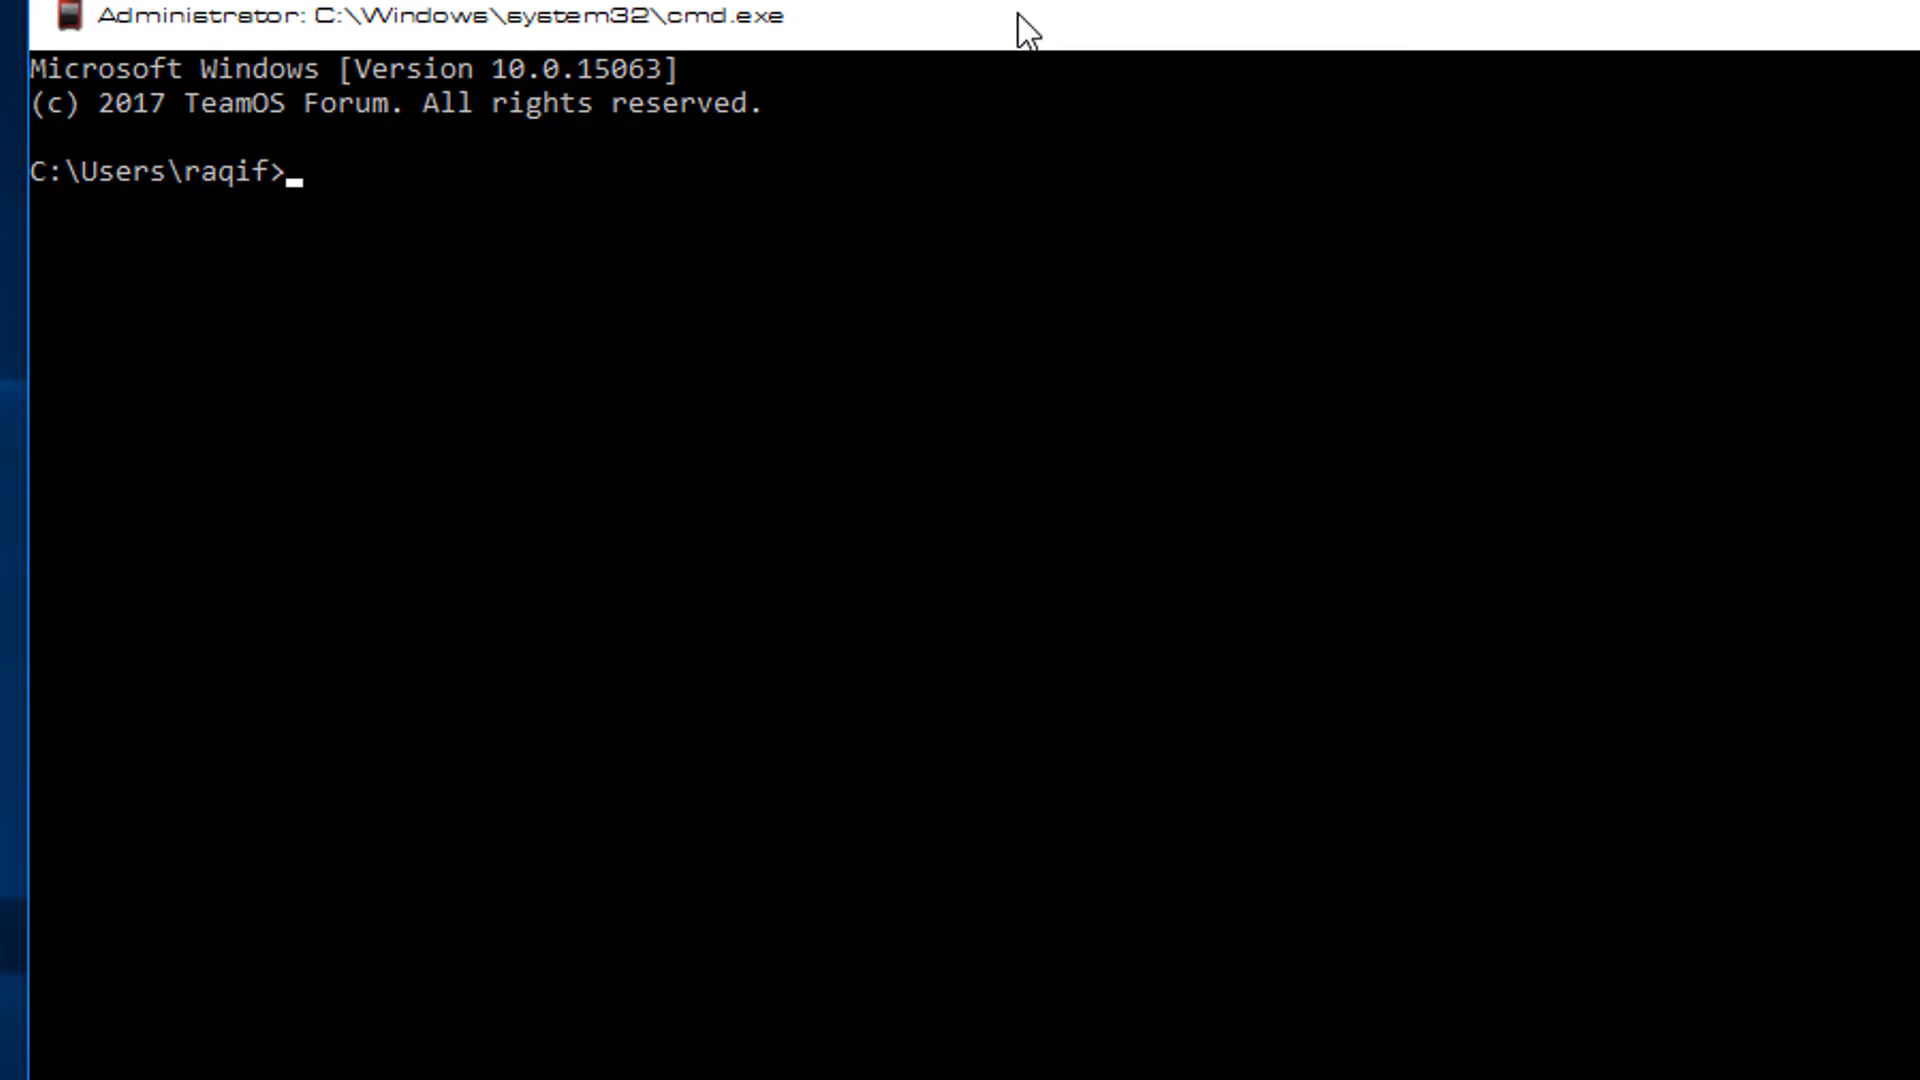 Administrator: C:\Windows\system32\cmd.exe
Microsoft Windows [Version 10.0.15063]
(c) 2017 TeamOS Forum. All rights reserved.
C:\Users\raqif>